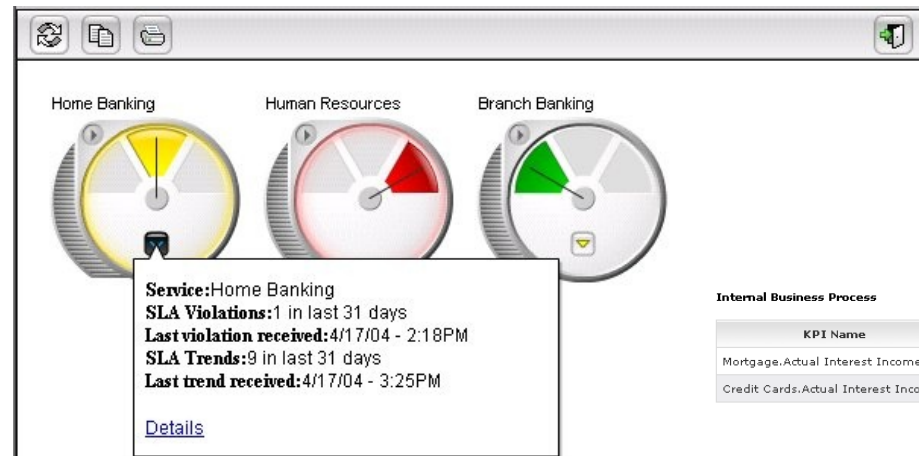 Home Banking
Human Resources
Branch Banking
Service:Home Banking
SLA Violations:1 in last 31 days
Last violation received:4/17/04 - 2:18PM
SLA Trends:9 in last 31 days
Last trend received:4/17/04 - 3:25PM
Details
Internal Business Process
KPI Name
Mortgage.Actual Interest Income
Credit Cards.Actual Interest Inco